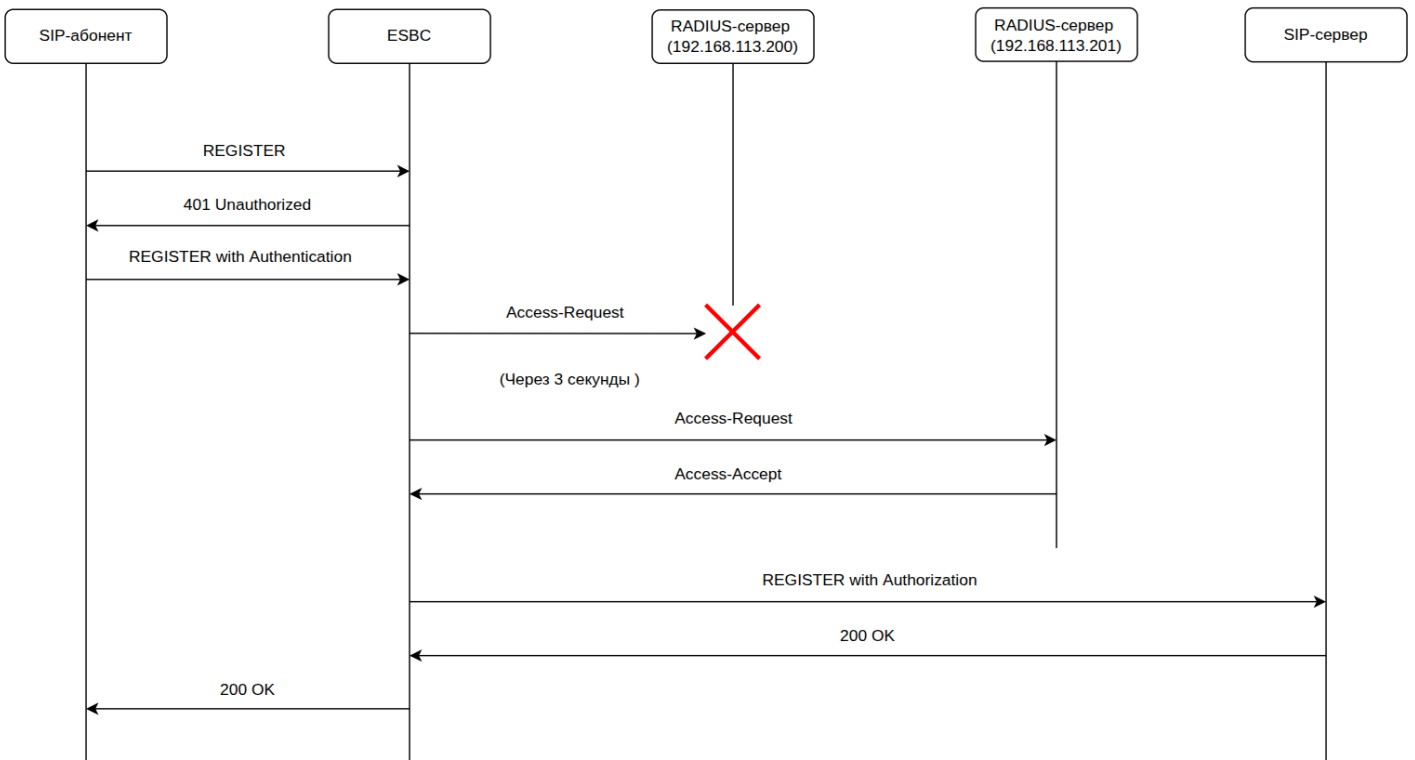 SIP-абонент
ESBC
RADIUS-сервер
(192.168.113.200)
RADIUS-сервер
(192.168.113.201)
SIP-сервер
REGISTER
401 Unauthorized
REGISTER with Authentication
Access-Request
(Через 3 секунды )
Access-Request
Access-Accept
REGISTER with Authorization
200 OK
200 OK